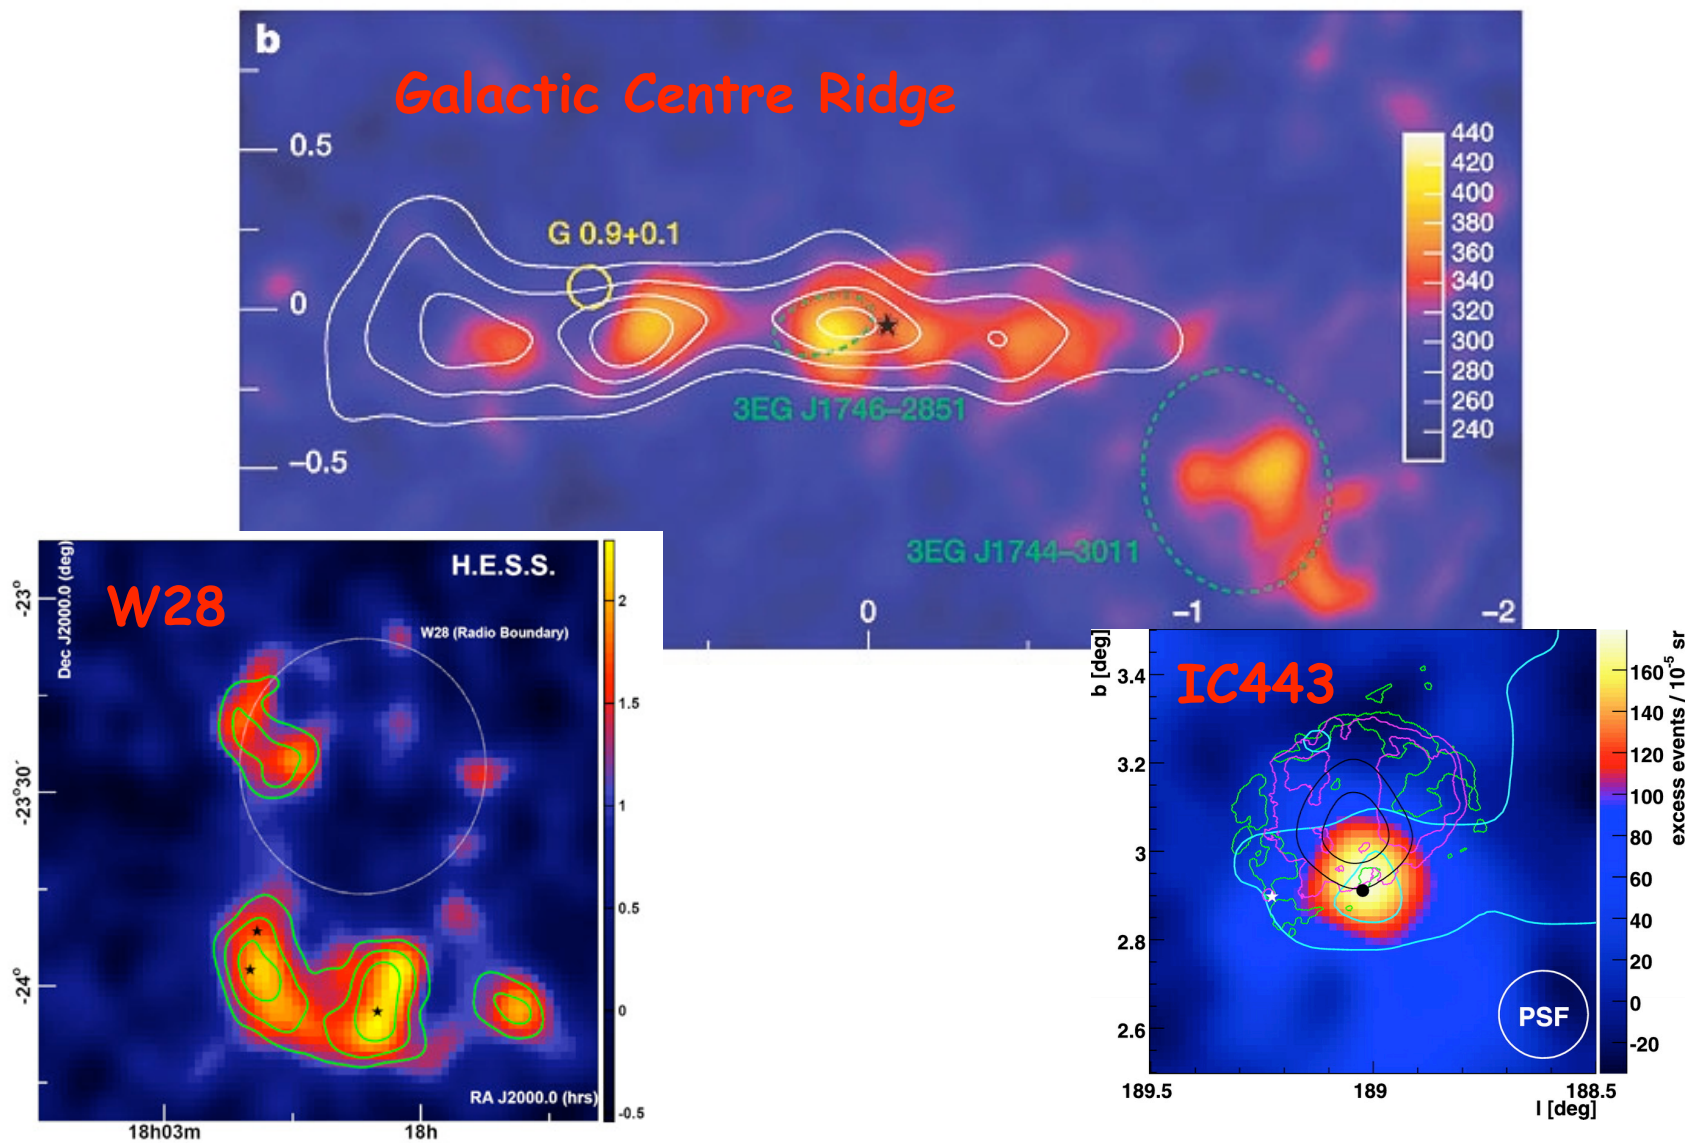 b
Galactic Centre Ridge
0.5
0
–0.5
G 0.9+0.1
3EG J1746–2851
3EG J1744–3011
440
420
400
380
360
340
320
300
280
260
240
0
–1
–2
H.E.S.S.
W28
W28 (Radio Boundary)
Dec J2000.0 (deg)
-23°
-23°30´
-24°
RA J2000.0 (hrs)
18h03m
18h
2
1.5
1
0.5
0
-0.5
IC443
b [deg]
3.4
3.2
3
2.8
2.6
189.5
189
188.5
l [deg]
PSF
160
140
120
100
80
60
40
20
0
-20
excess events / 10⁻⁵ sr